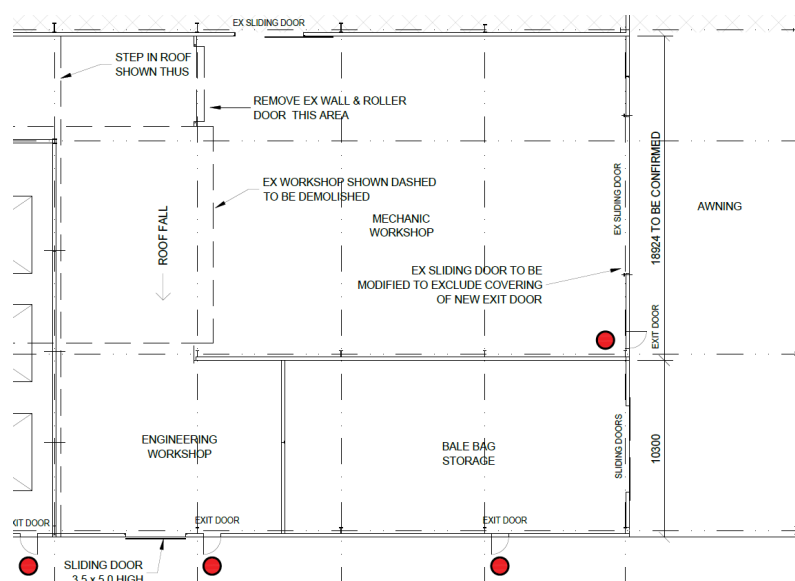 EX SLIDING DOOR
STEP IN ROOF
SHOWN THUS
REMOVE EX WALL & ROLLER
DOOR THIS AREA
EX WORKSHOP SHOWN DASHED
TO BE DEMOLISHED
ROOF FALL
MECHANIC
WORKSHOP
EX SLIDING DOOR
18924 TO BE CONFIRMED
AWNING
EX SLIDING DOOR TO BE
MODIFIED TO EXCLUDE COVERING
OF NEW EXIT DOOR
EXIT DOOR
ENGINEERING
WORKSHOP
BALE BAG
STORAGE
SLIDING DOORS
10300
XIT DOOR
EXIT DOOR
EXIT DOOR
SLIDING DOOR
3.5 x 5.0 HIGH